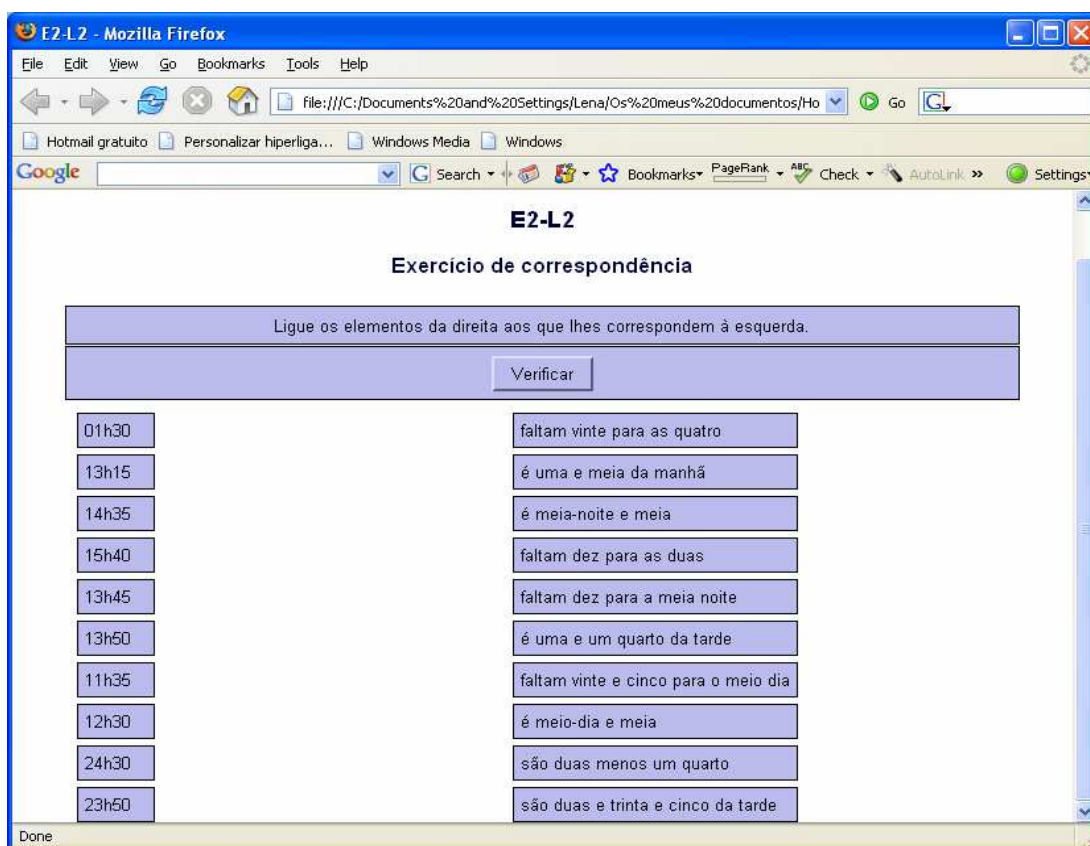 E2-L2 - Mozilla Firefox
File Edit View Go Bookmarks Tools Help
file:///C:/Documents%20and%20Settings/Lena/Os%20meus%20documentos/Ho Go G
Hotmail gratuito Personalizar hiperliga... Windows Media Windows
Google G Search Bookmarks PageRank ABC Check AutoLink » Settings
E2-L2
Exercício de correspondência
Ligue os elementos da direita aos que lhes correspondem à esquerda.
Verificar
01h30 faltam vinte para as quatro
13h15 é uma e meia da manhã
14h35 é meia-noite e meia
15h40 faltam dez para as duas
13h45 faltam dez para a meia noite
13h50 é uma e um quarto da tarde
11h35 faltam vinte e cinco para o meio dia
12h30 é meio-dia e meia
24h30 são duas menos um quarto
23h50 são duas e trinta e cinco da tarde
Done